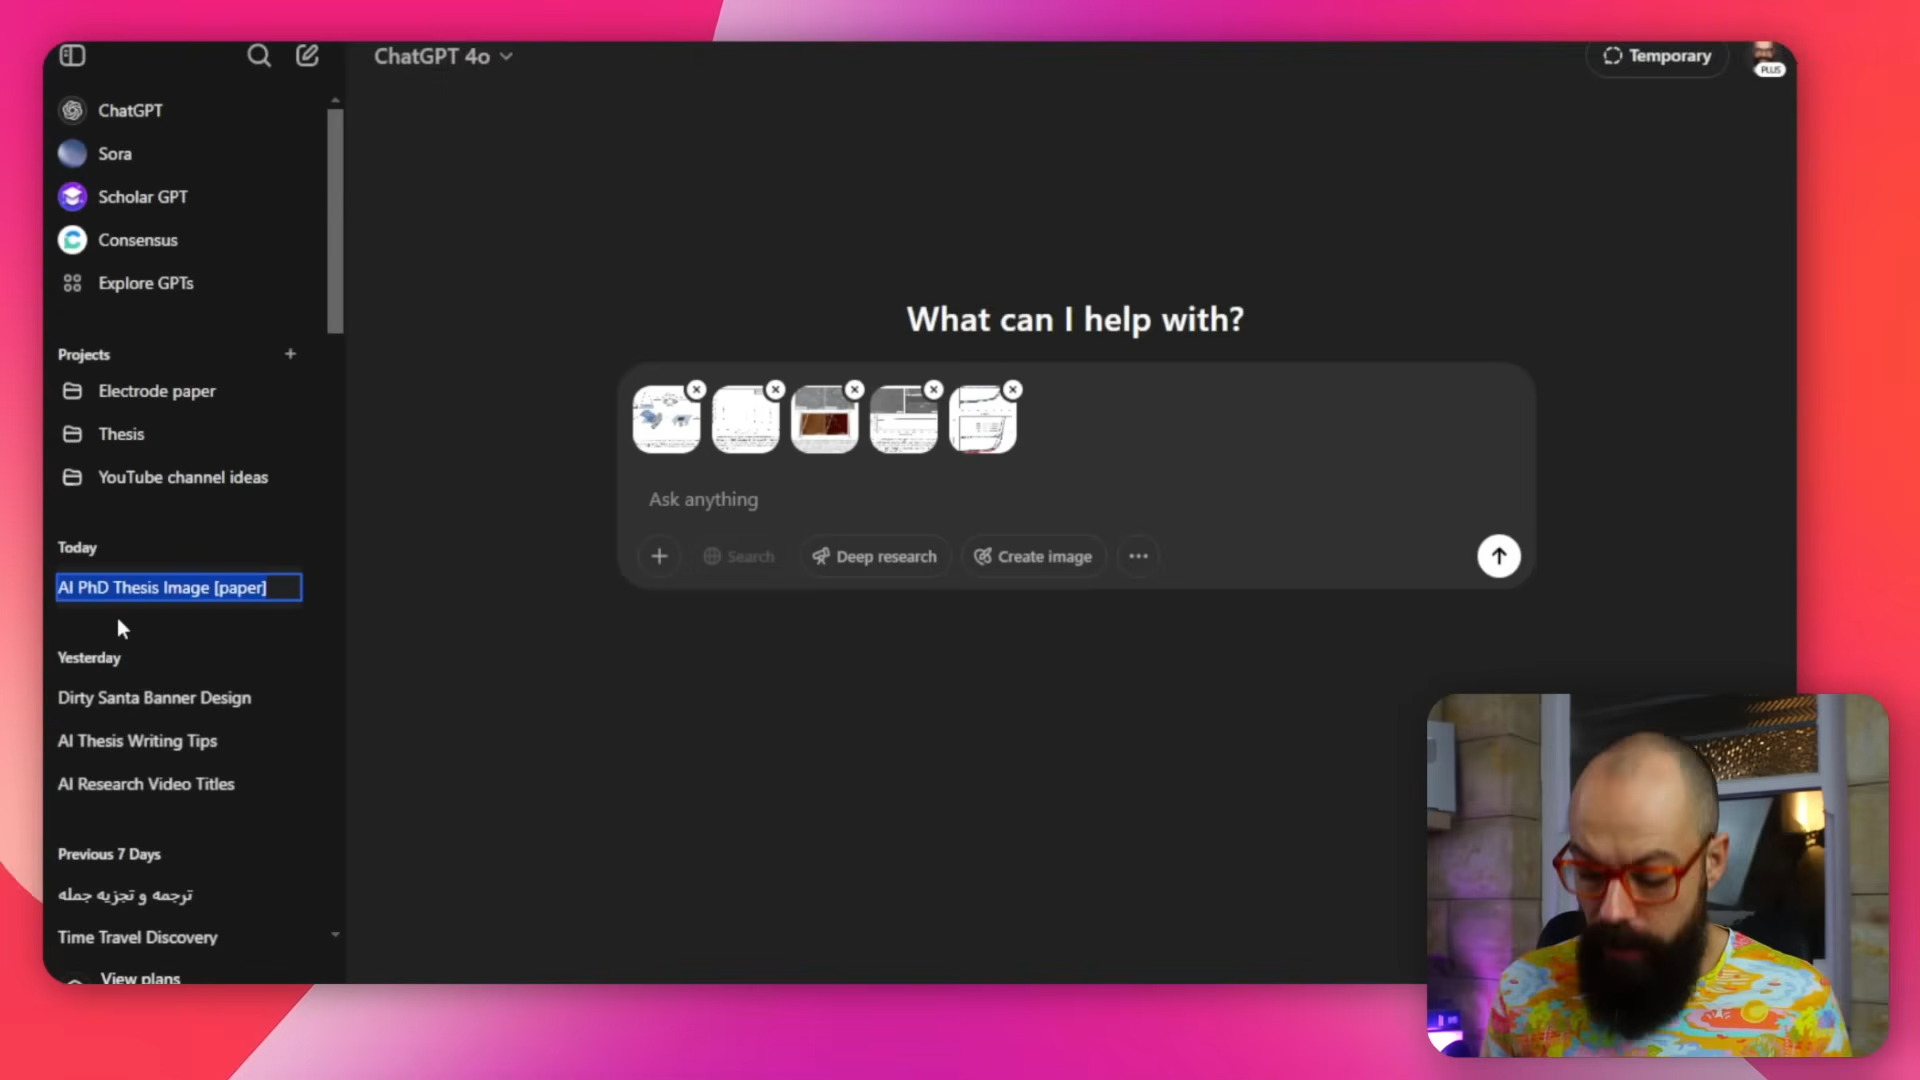 ChatGPT 4o
Temporary
PLUS
ChatGPT
Sora
Scholar GPT
Consensus
Explore GPTs
Projects
Electrode paper
Thesis
YouTube channel ideas
Today
AI PhD Thesis Image [paper]
Yesterday
Dirty Santa Banner Design
AI Thesis Writing Tips
AI Research Video Titles
Previous 7 Days
ترجمه و تجزیه جمله
Time Travel Discovery
View plans
What can I help with?
Ask anything
Search
Deep research
Create image